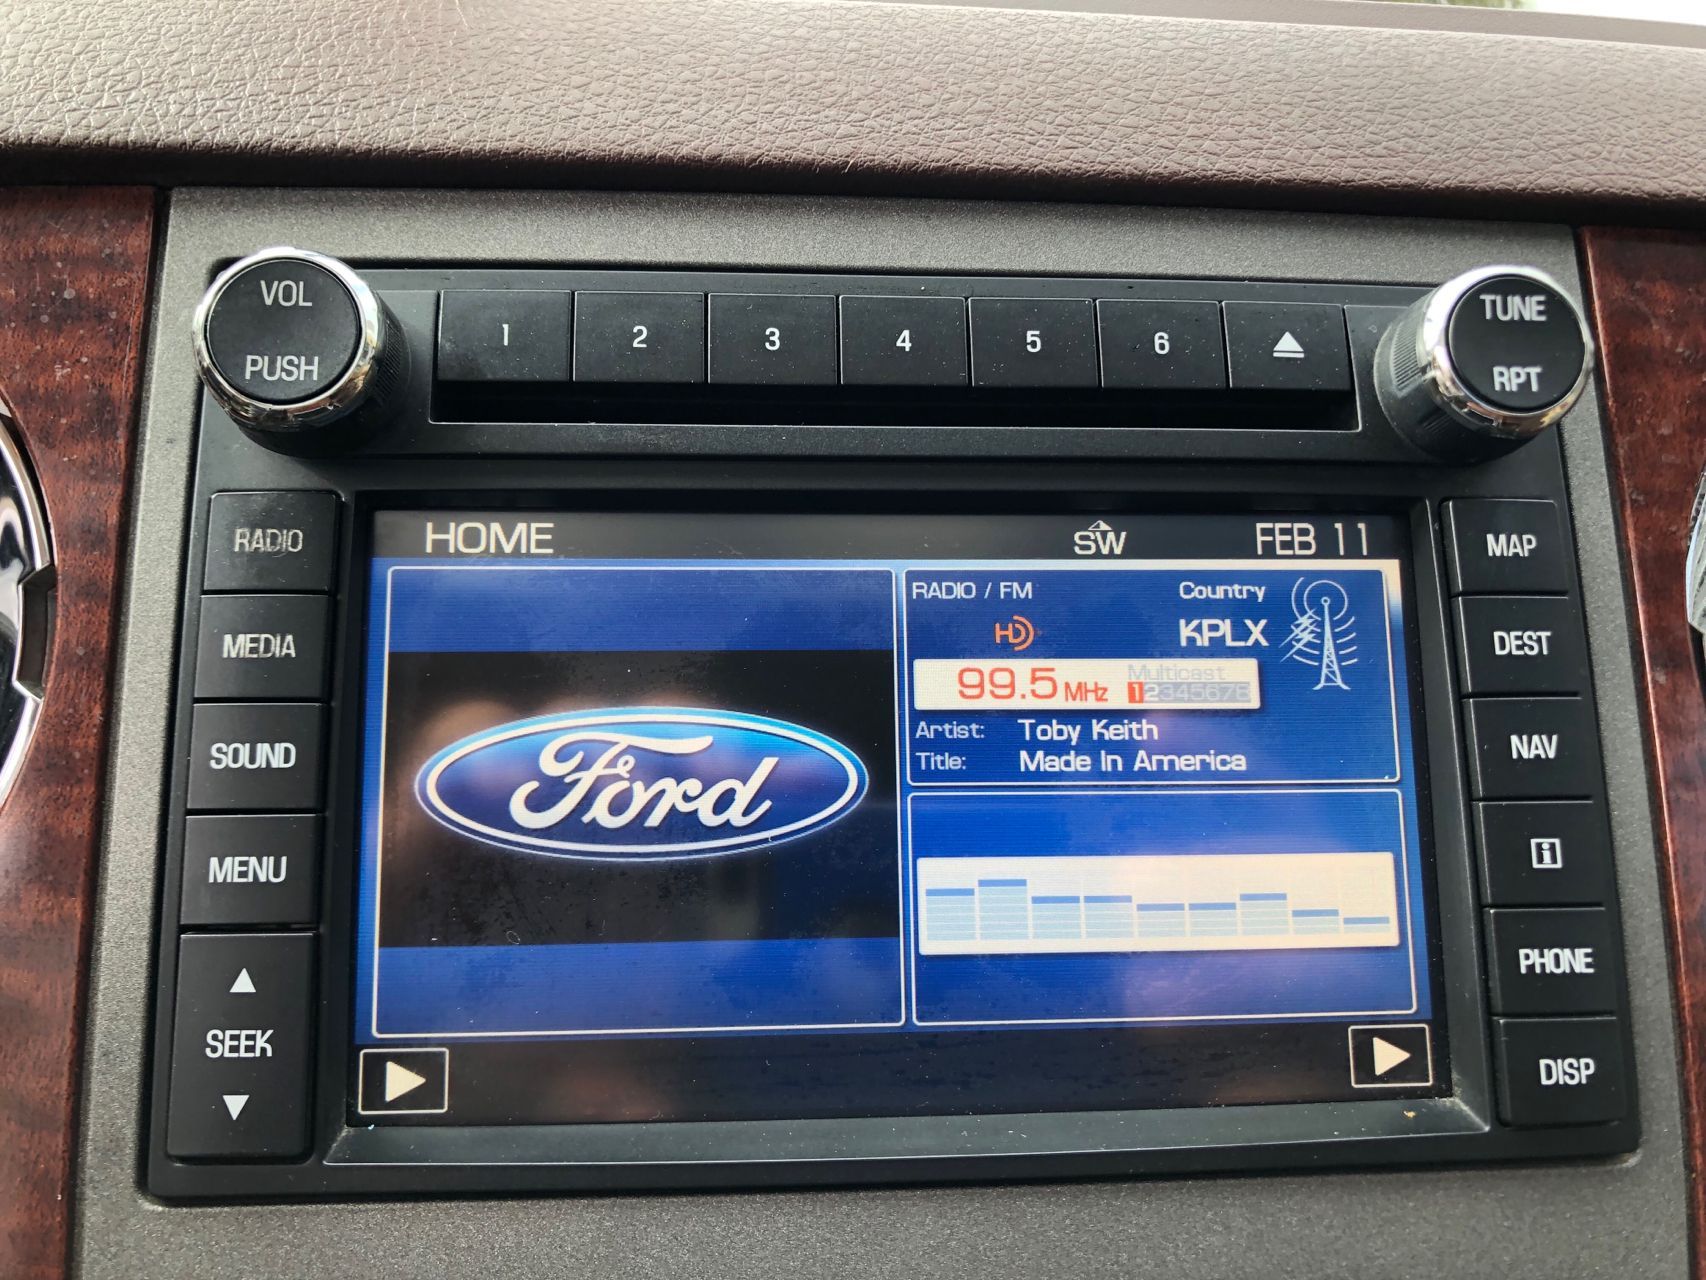 VOL
PUSH
1 2 3 4 5 6
TUNE
RPT
RADIO
MEDIA
SOUND
MENU
SEEK
HOME SW FEB 11
Ford
RADIO / FM Country
HD KPLX
99.5 MHz Multicast
12345678
Artist: Toby Keith
Title: Made In America
MAP
DEST
NAV
i
PHONE
DISP